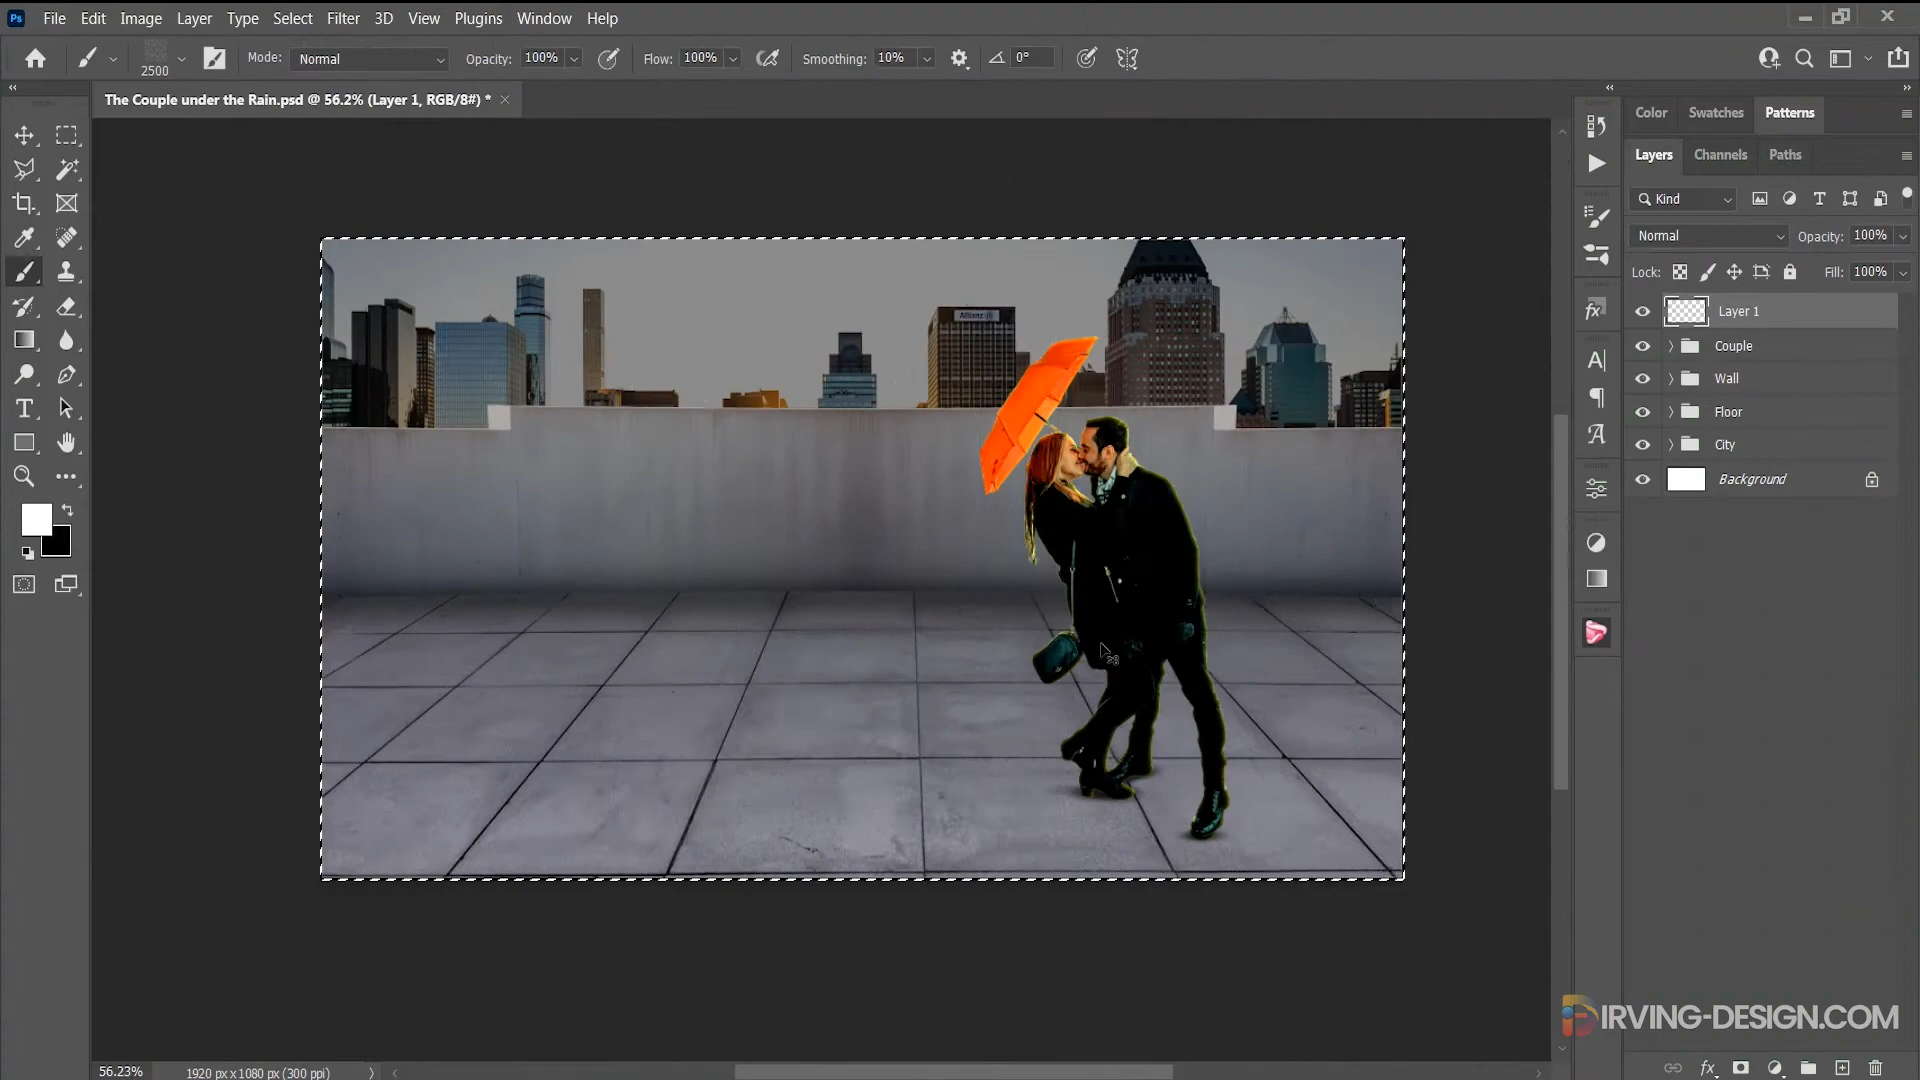 Ps File Edit Image Layer Type Select Filter 3D View Plugins Window Help
2500 Mode: Normal Opacity: 100% Flow: 100% Smoothing: 10% 0°
The Couple under the Rain.psd @ 56.2% (Layer 1, RGB/8#) *
Color Swatches Patterns
Layers Channels Paths
Kind
Normal Opacity: 100%
Lock: Fill: 100%
Layer 1
Couple
Wall
Floor
City
Background
Allianz
IRVING-DESIGN.COM
56.23% 1920 px x 1080 px (300 ppi)